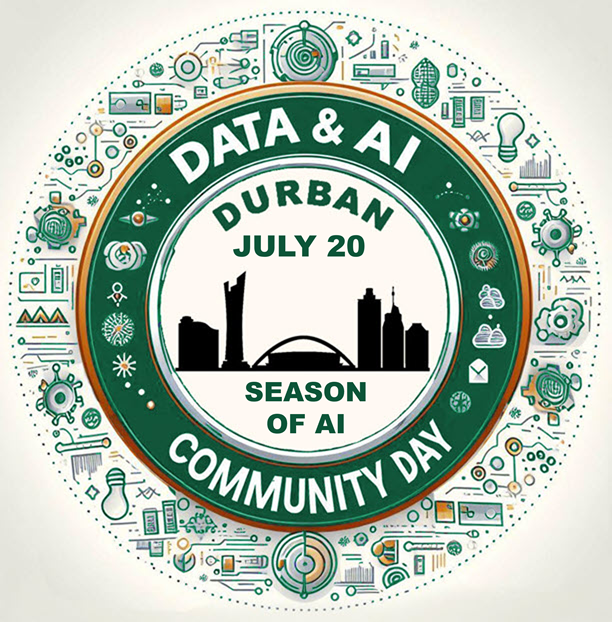 DATA & AI
DURBAN
JULY 20
SEASON
OF AI
COMMUNITY DAY